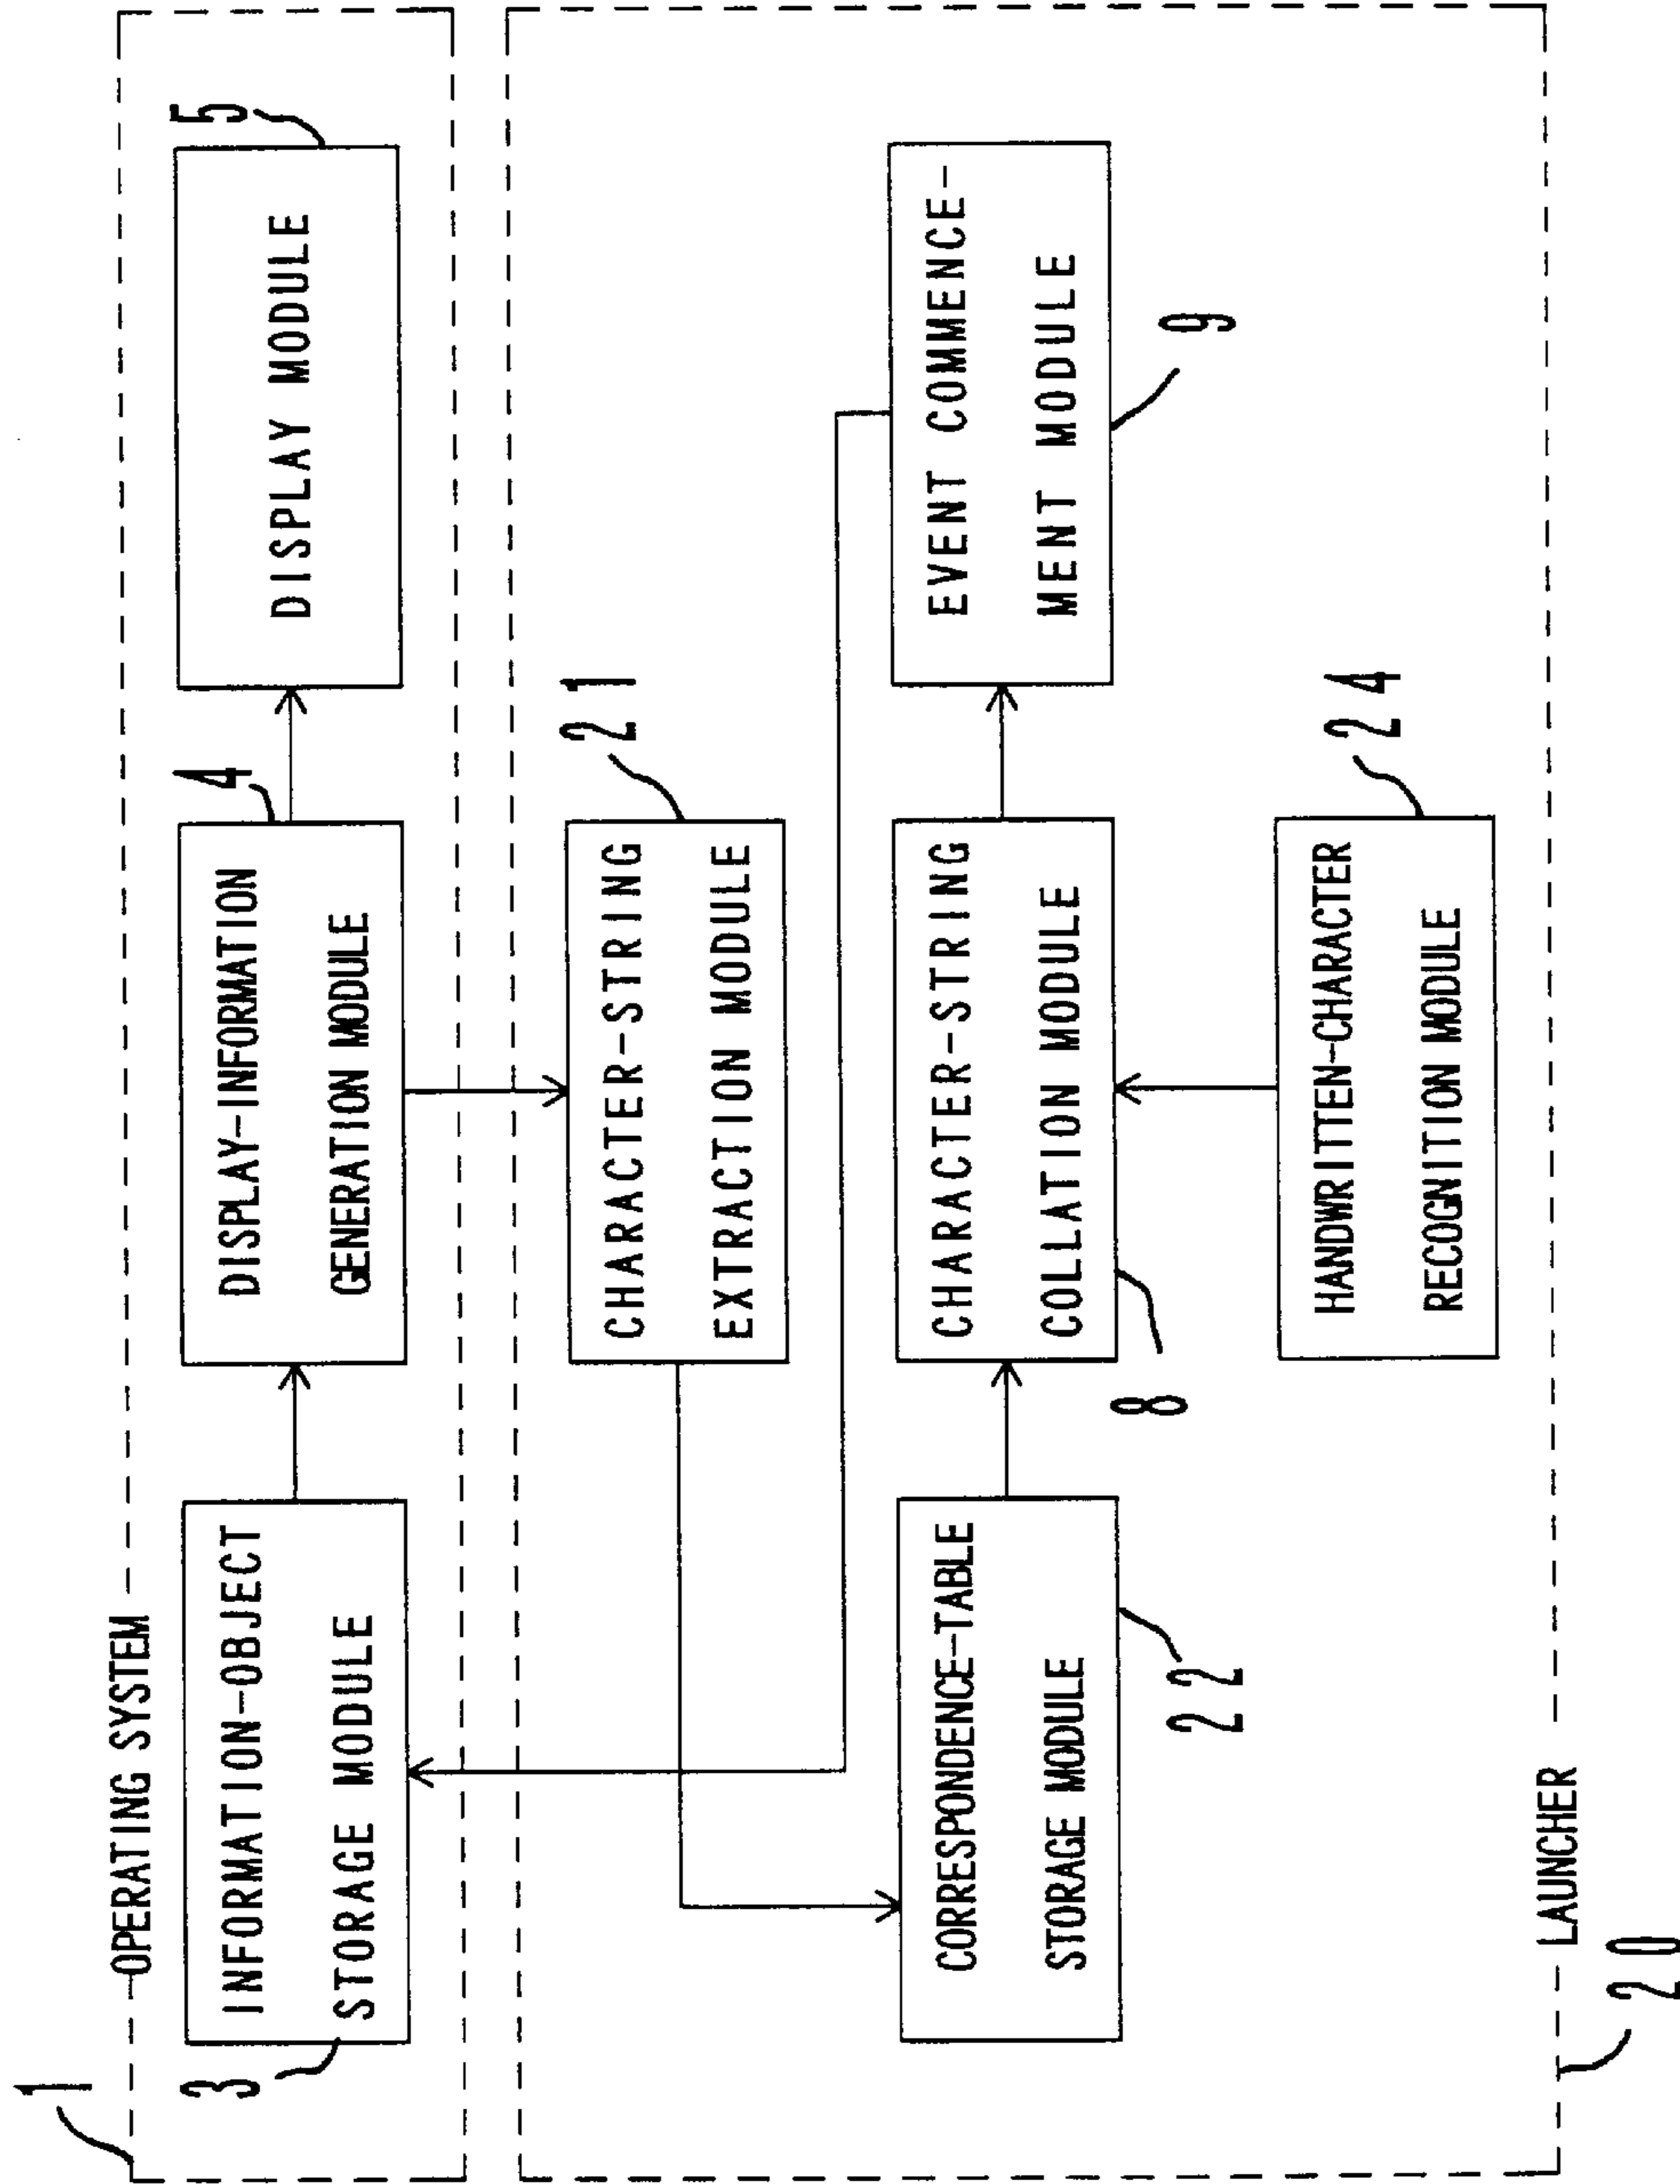 1
OPERATING SYSTEM
3
INFORMATION-OBJECT
STORAGE MODULE
4
DISPLAY-INFORMATION
GENERATION MODULE
5
DISPLAY MODULE
21
CHARACTER-STRING
EXTRACTION MODULE
CORRESPONDENCE-TABLE
STORAGE MODULE
22
CHARACTER-STRING
COLLATION MODULE
8
EVENT COMMENCE-
MENT MODULE
9
24
HANDWRITTEN-CHARACTER
RECOGNITION MODULE
LAUNCHER
20